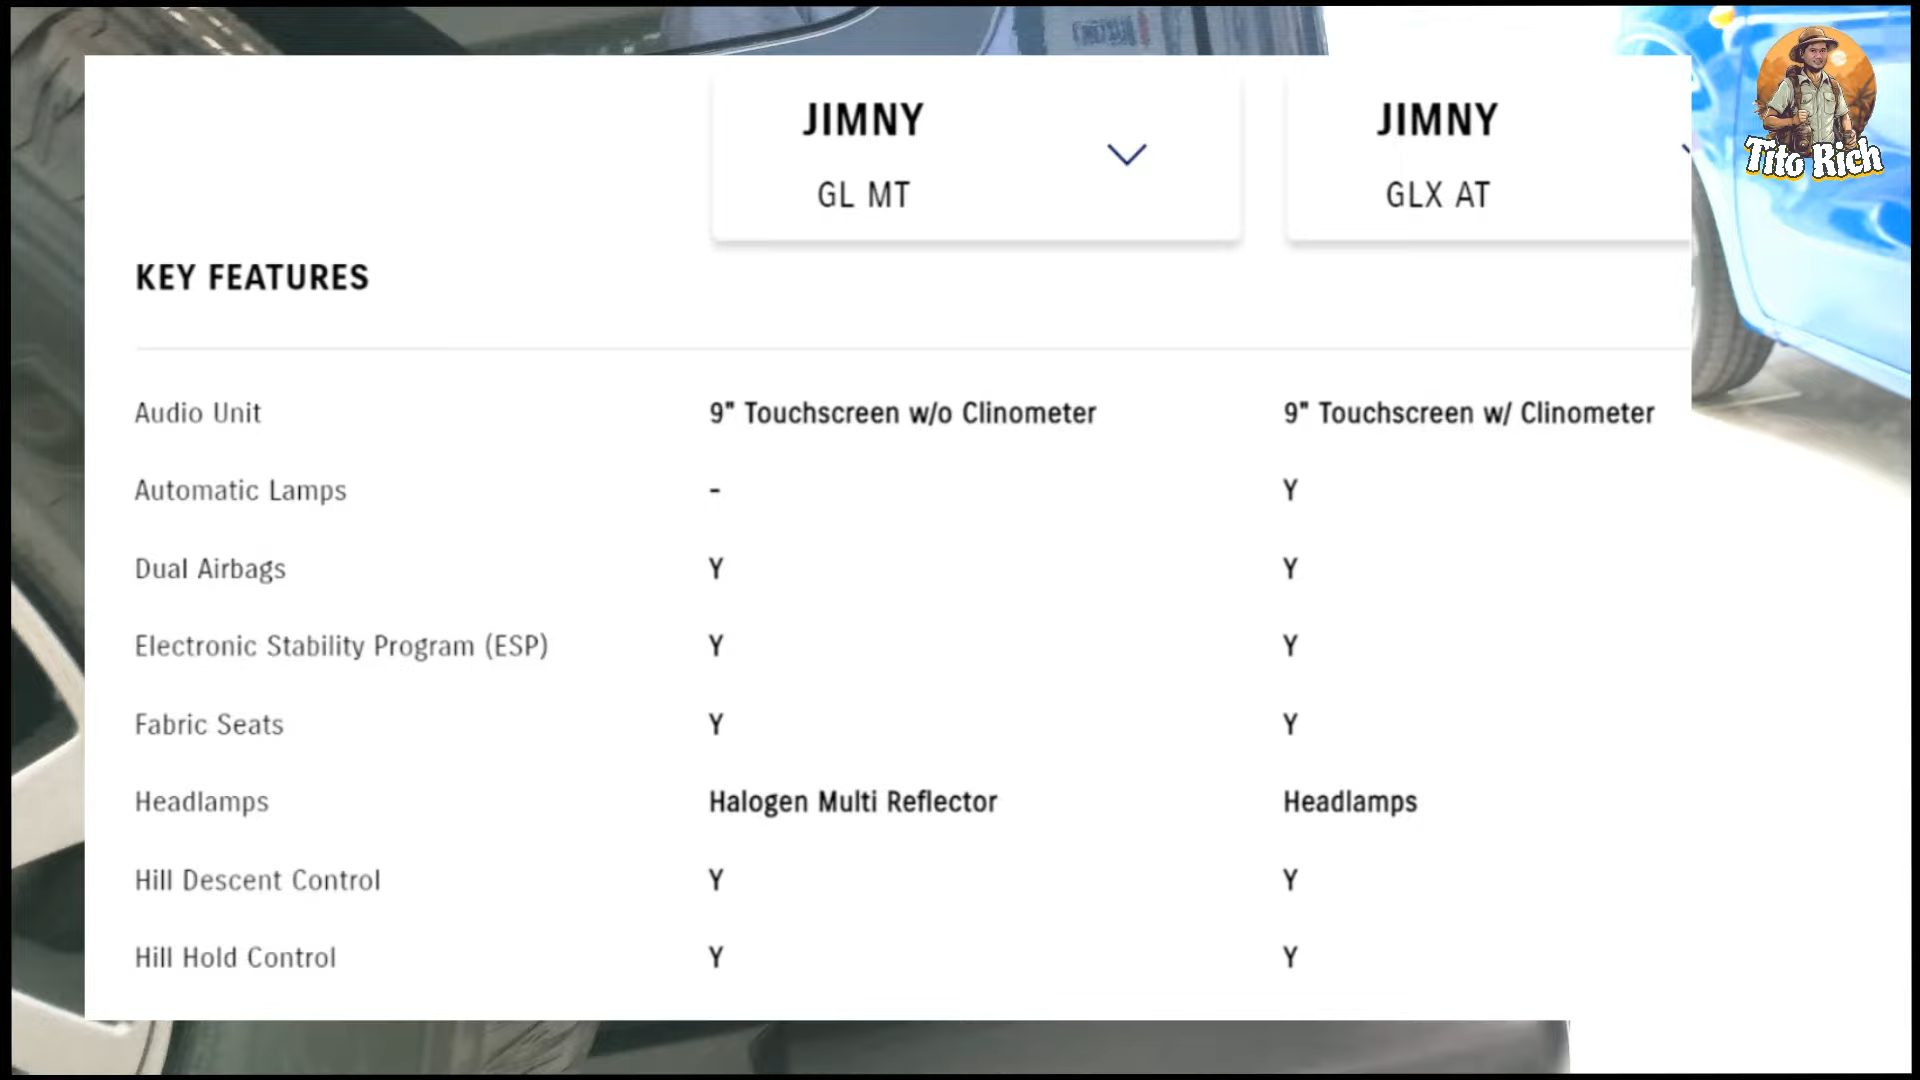 JIMNY JIMNY
GL MT GLX AT
Tito Rich
KEY FEATURES
Audio Unit 9" Touchscreen w/o Clinometer 9" Touchscreen w/ Clinometer
Automatic Lamps - Y
Dual Airbags Y Y
Electronic Stability Program (ESP) Y Y
Fabric Seats Y Y
Headlamps Halogen Multi Reflector Headlamps
Hill Descent Control Y Y
Hill Hold Control Y Y